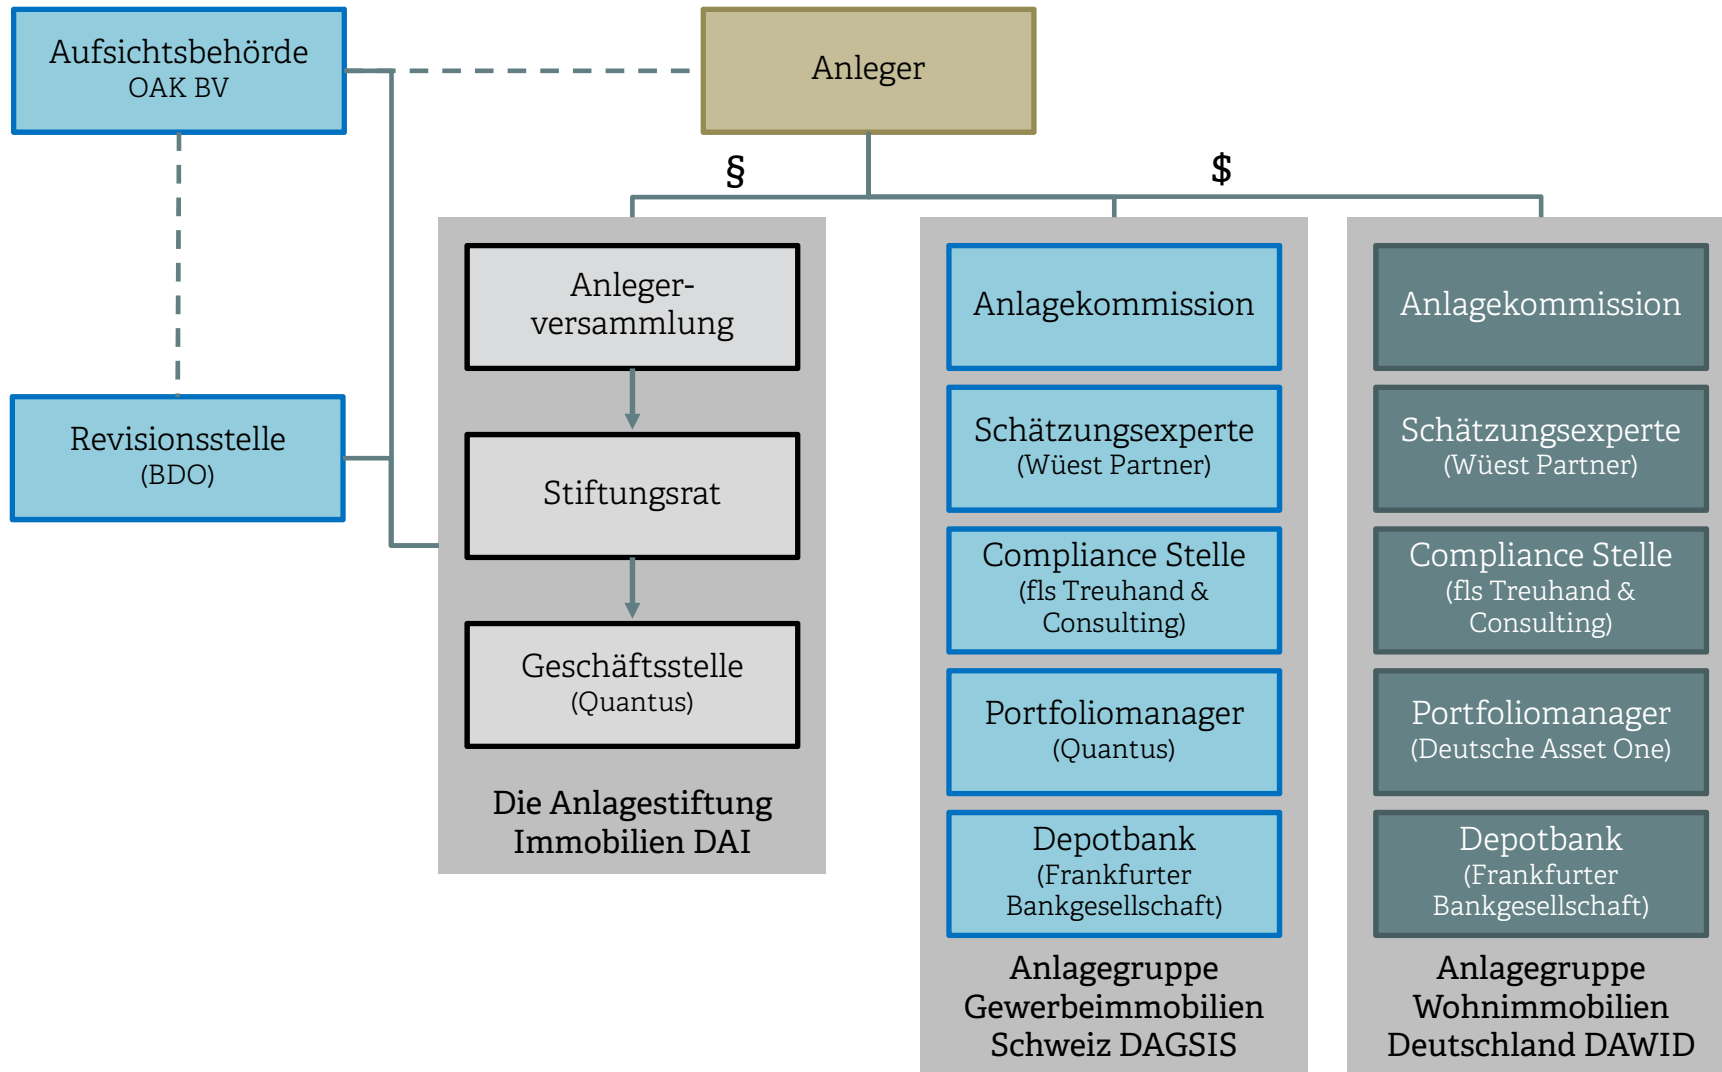 Aufsichtsbehörde
OAK BV
Anleger
§
$
Revisionsstelle
(BDO)
Anleger-
versammlung
Stiftungsrat
Geschäftsstelle
(Quantus)
Die Anlagestiftung
Immobilien DAI
Anlagekommission
Schätzungsexperte
(Wüest Partner)
Compliance Stelle
(fls Treuhand &
Consulting)
Portfoliomanager
(Quantus)
Depotbank
(Frankfurter
Bankgesellschaft)
Anlagegruppe
Gewerbeimmobilien
Schweiz DAGSIS
Anlagekommission
Schätzungsexperte
(Wüest Partner)
Compliance Stelle
(fls Treuhand &
Consulting)
Portfoliomanager
(Deutsche Asset One)
Depotbank
(Frankfurter
Bankgesellschaft)
Anlagegruppe
Wohnimmobilien
Deutschland DAWID